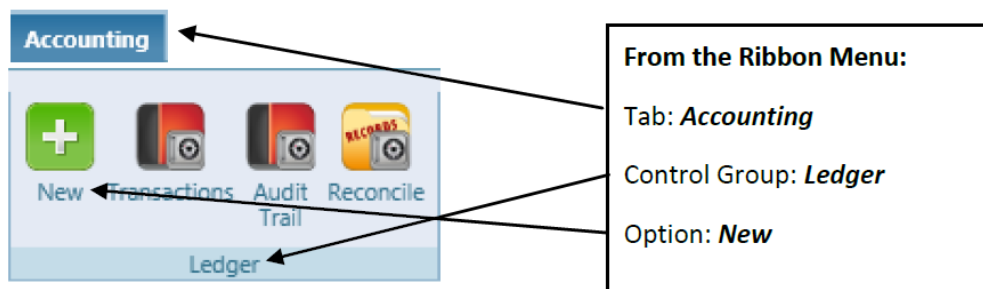 Accounting
New
Transactions
Audit
Trail
RECORDS
Reconcile
Ledger
From the Ribbon Menu:
Tab: Accounting
Control Group: Ledger
Option: New